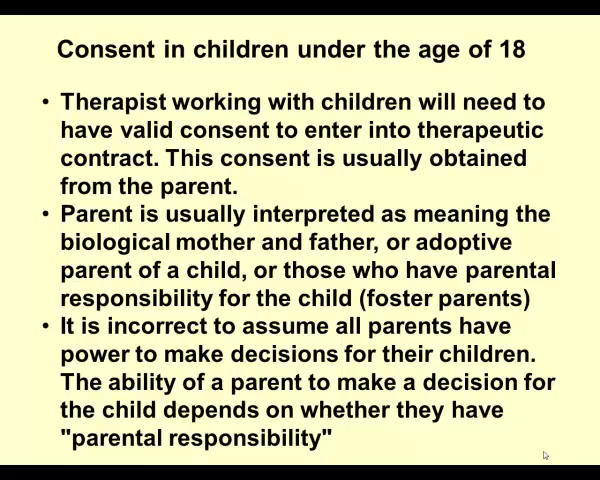 Consent in children under the age of 18
• Therapist working with children will need to
have valid consent to enter into therapeutic
contract. This consent is usually obtained
from the parent.
• Parent is usually interpreted as meaning the
biological mother and father, or adoptive
parent of a child, or those who have parental
responsibility for the child (foster parents)
• It is incorrect to assume all parents have
power to make decisions for their children.
The ability of a parent to make a decision for
the child depends on whether they have
"parental responsibility"